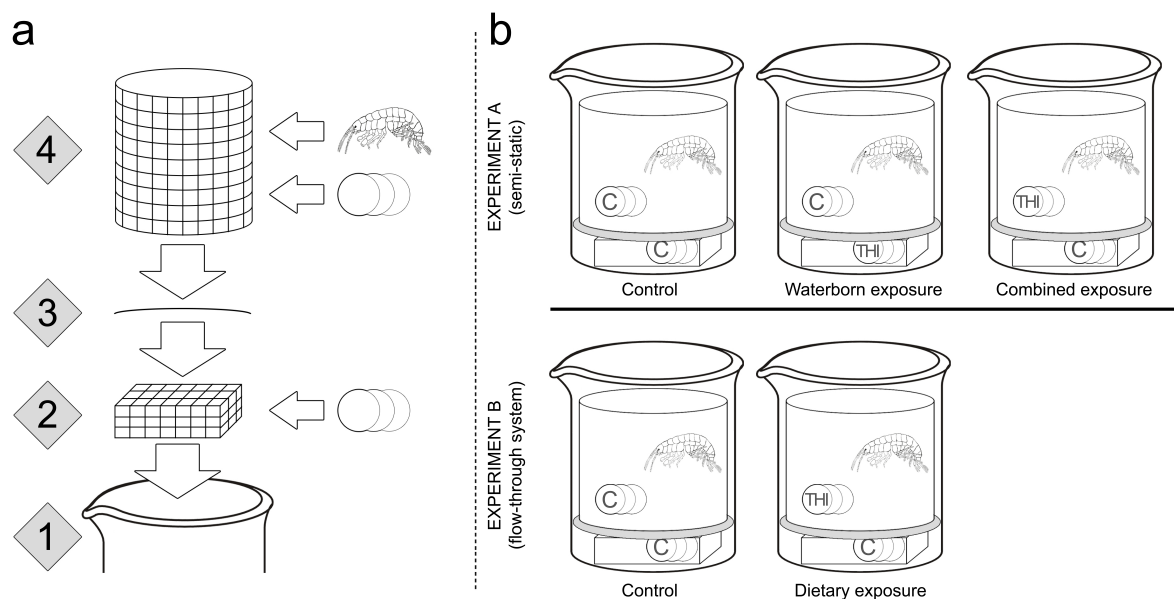 a
4
3
2
1
b
EXPERIMENT A
(semi-static)
C
C
Control
C
THI
Waterborn exposure
THI
C
Combined exposure
EXPERIMENT B
(flow-through system)
C
C
Control
THI
C
Dietary exposure